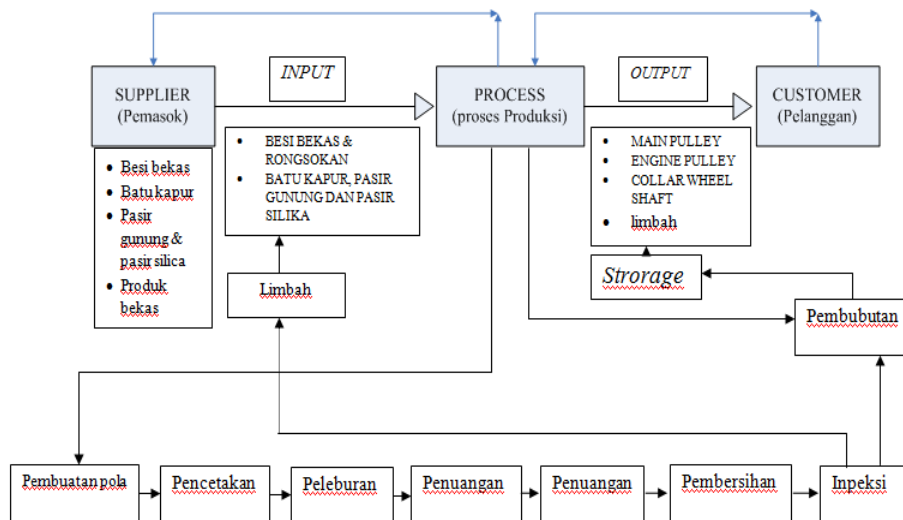 INPUT
OUTPUT
SUPPLIER
(Pemasok)
PROCESS
(proses Produksi)
CUSTOMER
(Pelanggan)
• Besi bekas
• Batu kapur
• Pasir
gunung &
pasir silica
• Produk
bekas
• BESI BEKAS &
RONGSOKAN
• BATU KAPUR, PASIR
GUNUNG DAN PASIR
SILIKA
• MAIN PULLEY
• ENGINE PULLEY
• COLLAR WHEEL
SHAFT
• limbah
Limbah
Strorage
Pembubutan
Pembuatan pola
Pencetakan
Peleburan
Penuangan
Penuangan
Pembersihan
Inpeksi